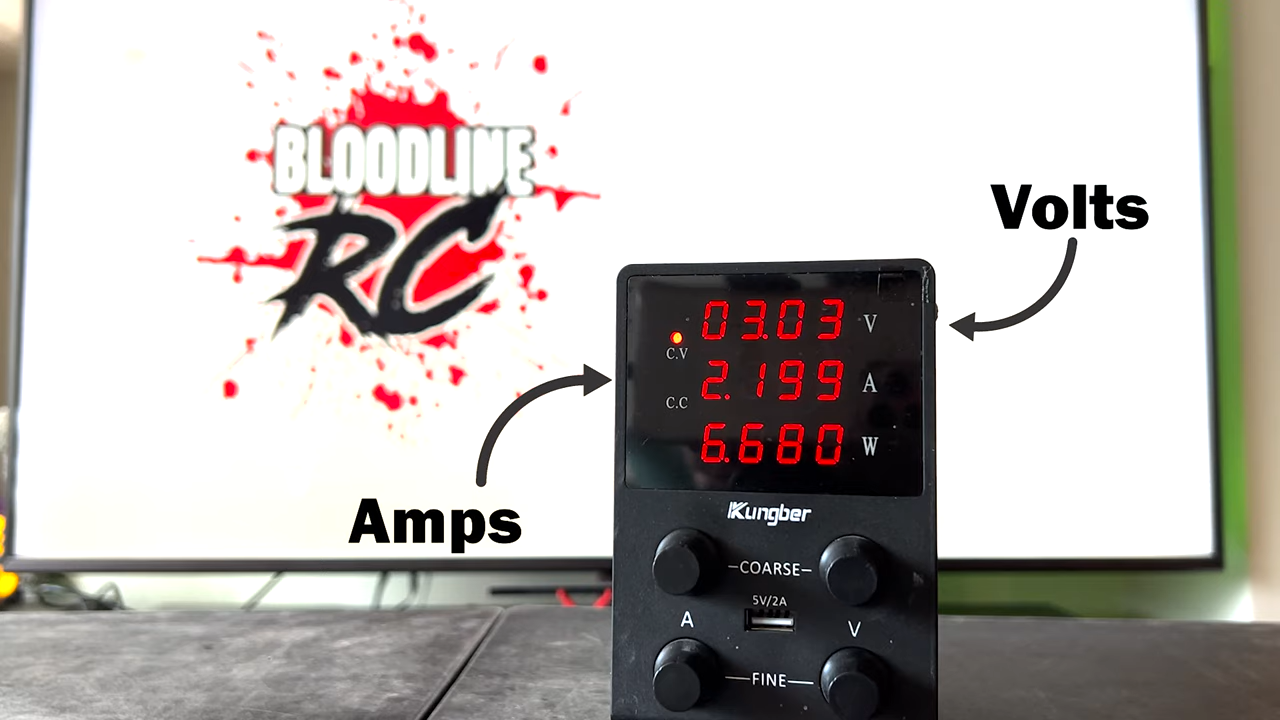 BLOODLINE
RC
Volts
03.03 V
C.V
2.199 A
C.C
6.680 W
Amps
Kungber
COARSE
5V/2A
A
V
FINE